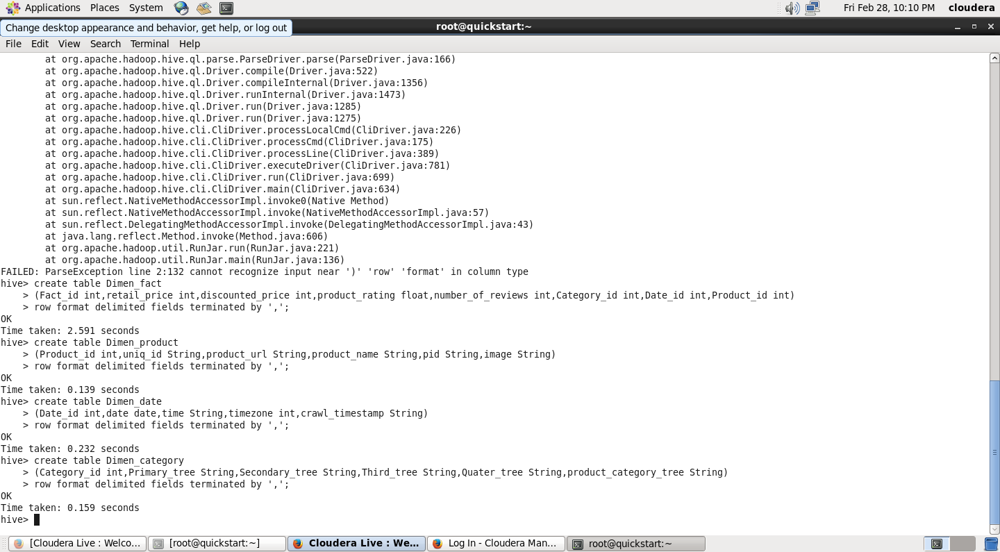 Applications Places System Fri Feb 28, 10:10 PM cloudera
Change desktop appearance and behavior, get help, or log out
root@quickstart:~
File Edit View Search Terminal Help
at org.apache.hadoop.hive.ql.parse.ParseDriver.parse(ParseDriver.java:166)
at org.apache.hadoop.hive.ql.Driver.compile(Driver.java:522)
at org.apache.hadoop.hive.ql.Driver.compileInternal(Driver.java:1356)
at org.apache.hadoop.hive.ql.Driver.runInternal(Driver.java:1473)
at org.apache.hadoop.hive.ql.Driver.run(Driver.java:1285)
at org.apache.hadoop.hive.ql.Driver.run(Driver.java:1275)
at org.apache.hadoop.hive.cli.CliDriver.processLocalCmd(CliDriver.java:226)
at org.apache.hadoop.hive.cli.CliDriver.processCmd(CliDriver.java:175)
at org.apache.hadoop.hive.cli.CliDriver.processLine(CliDriver.java:389)
at org.apache.hadoop.hive.cli.CliDriver.executeDriver(CliDriver.java:781)
at org.apache.hadoop.hive.cli.CliDriver.run(CliDriver.java:699)
at org.apache.hadoop.hive.cli.CliDriver.main(CliDriver.java:634)
at sun.reflect.NativeMethodAccessorImpl.invoke0(Native Method)
at sun.reflect.NativeMethodAccessorImpl.invoke(NativeMethodAccessorImpl.java:57)
at sun.reflect.DelegatingMethodAccessorImpl.invoke(DelegatingMethodAccessorImpl.java:43)
at java.lang.reflect.Method.invoke(Method.java:606)
at org.apache.hadoop.util.RunJar.run(RunJar.java:221)
at org.apache.hadoop.util.RunJar.main(RunJar.java:136)
FAILED: ParseException line 2:132 cannot recognize input near ')' 'row' 'format' in column type
hive> create table Dimen_fact
> (Fact_id int,retail_price int,discounted_price int,product_rating float,number_of_reviews int,Category_id int,Date_id int,Product_id int)
> row format delimited fields terminated by ',';
OK
Time taken: 2.591 seconds
hive> create table Dimen_product
> (Product_id int,uniq_id String,product_url String,product_name String,pid String,image String)
> row format delimited fields terminated by ',';
OK
Time taken: 0.139 seconds
hive> create table Dimen_date
> (Date_id int,date date,time String,timezone int,crawl_timestamp String)
> row format delimited fields terminated by ',';
OK
Time taken: 0.232 seconds
hive> create table Dimen_category
> (Category_id int,Primary_tree String,Secondary_tree String,Third_tree String,Quater_tree String,product_category_tree String)
> row format delimited fields terminated by ',';
OK
Time taken: 0.159 seconds
hive>
[Cloudera Live : Welco... [root@quickstart:~] Cloudera Live : We... Log In - Cloudera Man... root@quickstart:~